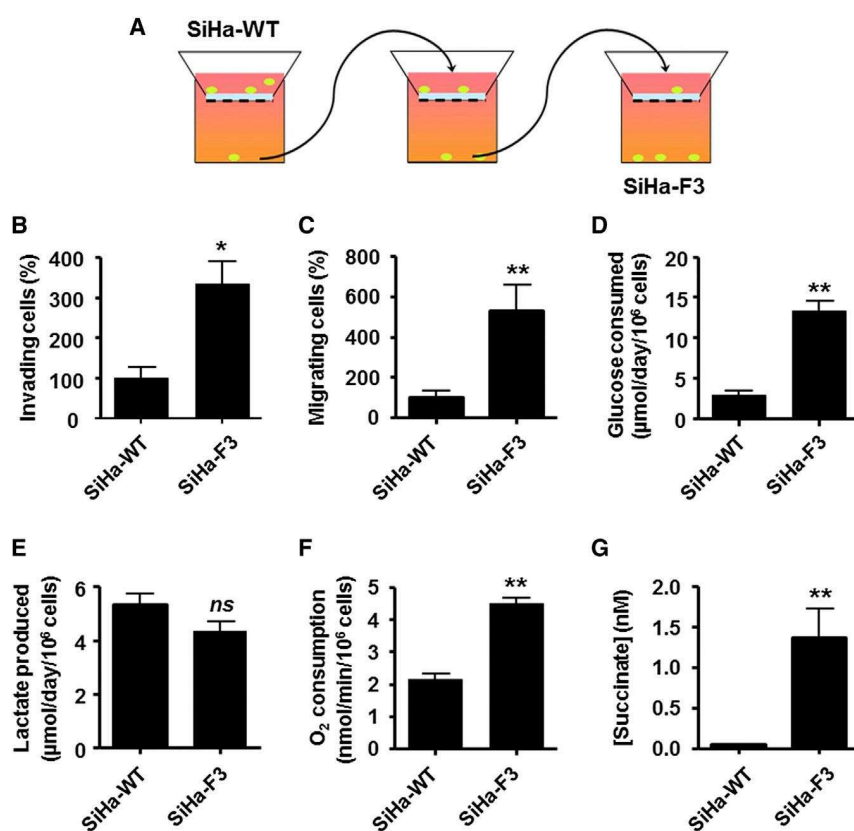 A
SiHa-WT
SiHa-F3
B
Invading cells (%)
400
300
200
100
0
*
SiHa-WT
SiHa-F3
C
Migrating cells (%)
800
600
400
200
0
**
SiHa-WT
SiHa-F3
D
Glucose consumed
(µmol/day/10⁶ cells)
20
15
10
5
0
**
SiHa-WT
SiHa-F3
E
Lactate produced
(µmol/day/10⁶ cells)
6
4
2
0
ns
SiHa-WT
SiHa-F3
F
O₂ consumption
(nmol/min/10⁶ cells)
5
4
3
2
1
0
**
SiHa-WT
SiHa-F3
G
[Succinate] (nM)
2.0
1.5
1.0
0.5
0.0
**
SiHa-WT
SiHa-F3